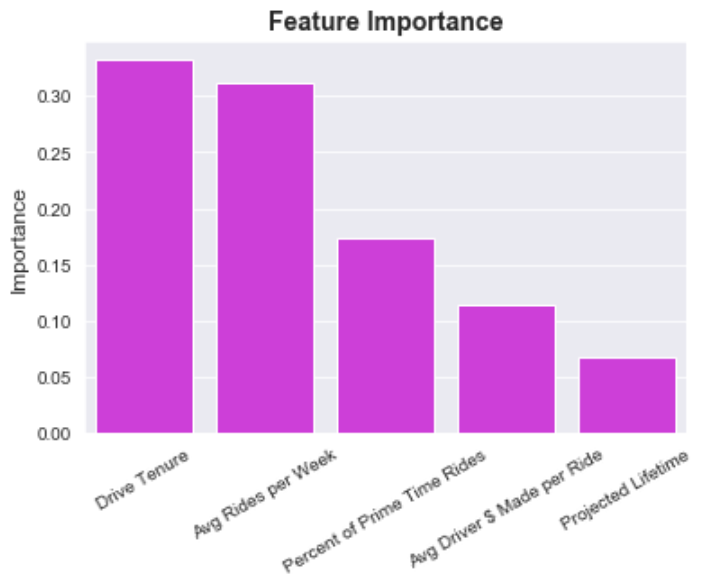 Feature Importance
Importance
0.30
0.25
0.20
0.15
0.10
0.05
0.00
Drive Tenure
Avg Rides per Week
Percent of Prime Time Rides
Avg Driver $ Made per Ride
Projected Lifetime